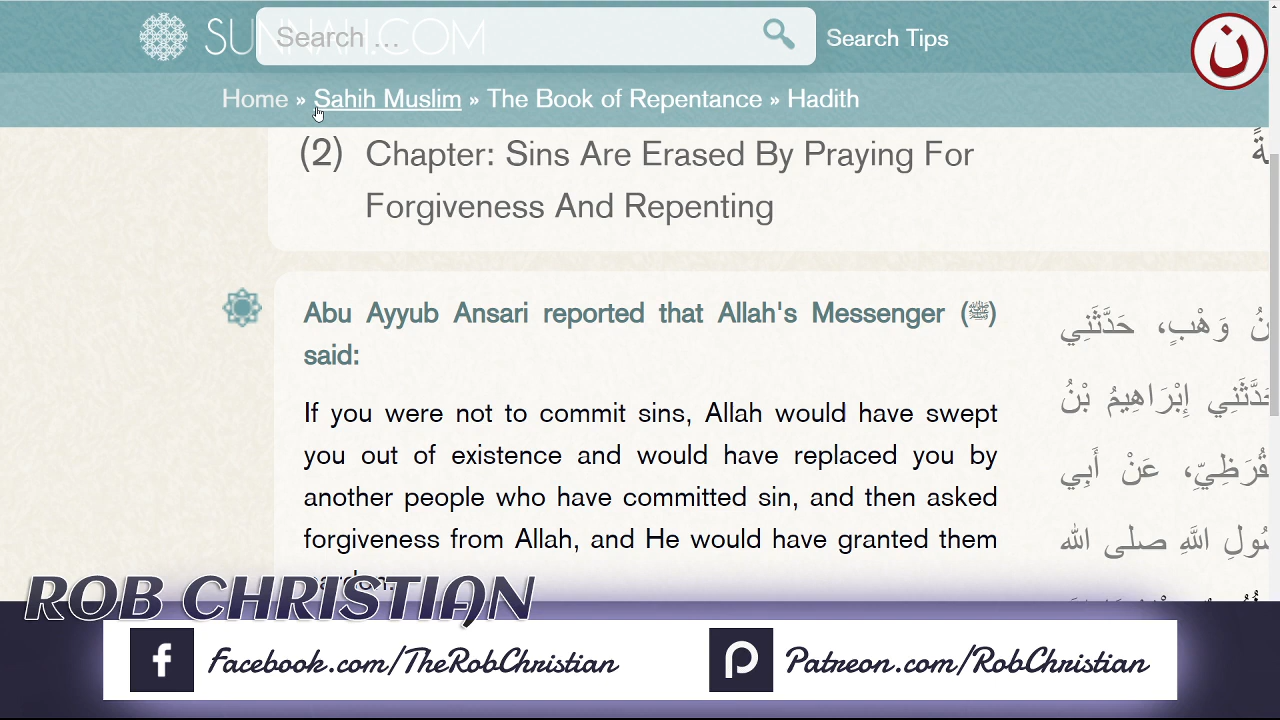 SUNNAH.COM
Search ...
Search Tips
ن
Home » Sahih Muslim » The Book of Repentance » Hadith
(2) Chapter: Sins Are Erased By Praying For
Forgiveness And Repenting
Abu Ayyub Ansari reported that Allah's Messenger (ﷺ)
said:
If you were not to commit sins, Allah would have swept
you out of existence and would have replaced you by
another people who have committed sin, and then asked
forgiveness from Allah, and He would have granted them
pardon.
وَهْبٍ، حَدَّثَنِي
إِبْرَاهِيمُ بْنُ
عَنْ أَبِي
اللَّهِ صلى الله
ROB CHRISTIAN
Facebook.com/TheRobChristian
Patreon.com/RobChristian